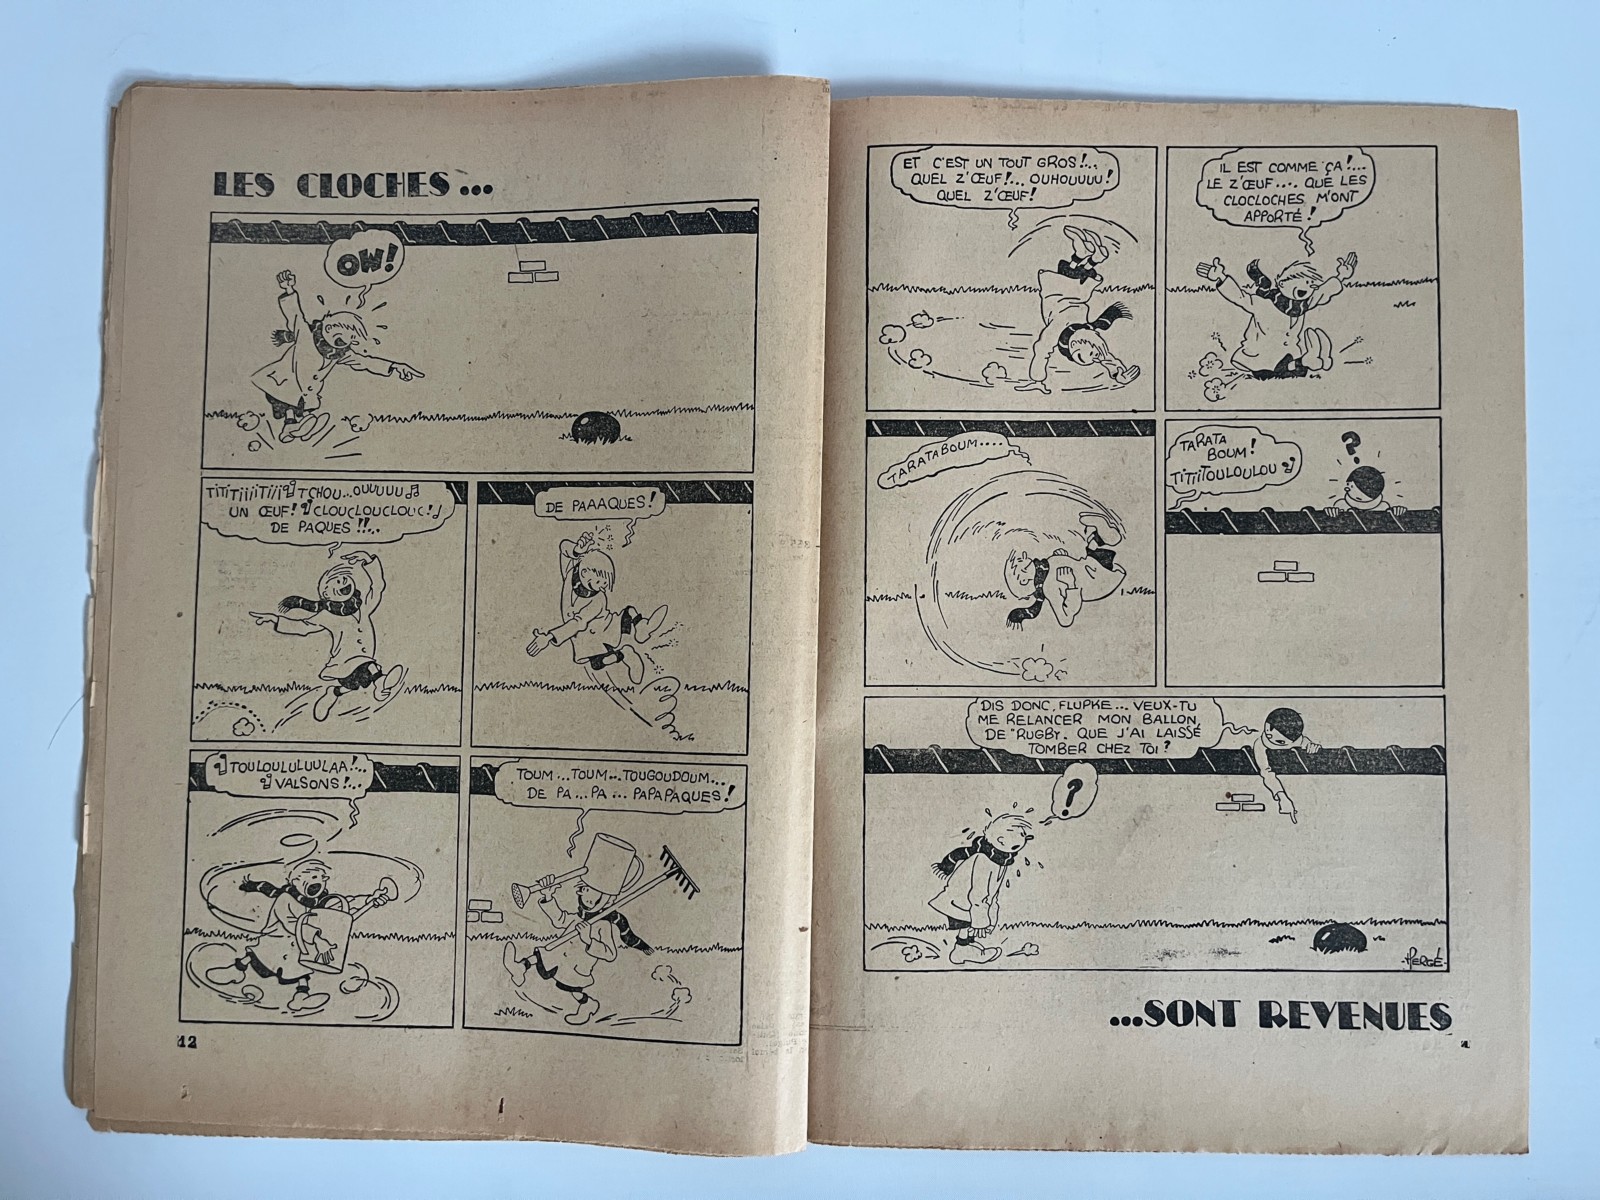 LES CLOCHES...
OW!
TiTiTiiiiTiiii TCHOU...OUUUUU
UN ŒUF! CLOUCLOUCLOUC!
DE PAQUES!!...
DE PAAAQUES!
TOULOULULUULAA!...
VALSONS!...
TOUM...TOUM...TOUGOUDOUM...
DE PA...PA...PAPAPAQUES!
12
ET C'EST UN TOUT GROS!...
QUEL Z'ŒUF!... OUHOUUUU!
QUEL Z'ŒUF!
IL EST COMME ÇA!....
LE Z'ŒUF.... QUE LES
CLOCLOCHES M'ONT
APPORTÉ!
TARATABOUM....
TARATA
BOUM!
TiTiiTOULOULOU
?
DIS DONC, FLUPKE... VEUX-TU
ME RELANCER MON BALLON
DE "RUGBY. QUE J'AI LAISSÉ
TOMBER CHEZ TOI?
?
-HERGÉ-
...SONT REVENUES